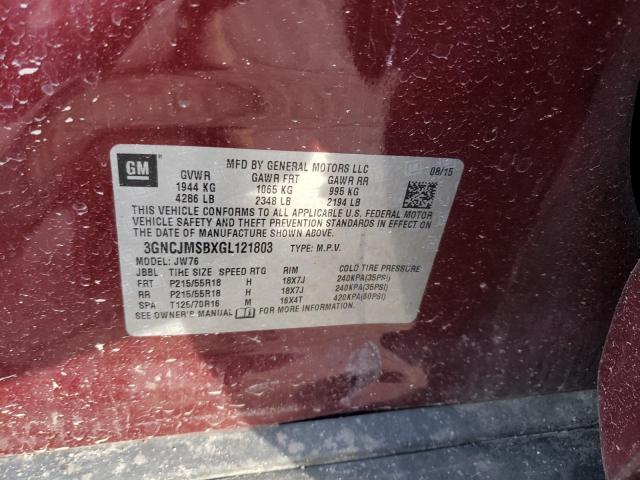 GM
MFD BY GENERAL MOTORS LLC 08/15
GVWR GAWR FRT GAWR RR
1944 KG 1065 KG 995 KG
4286 LB 2348 LB 2194 LB
THIS VEHICLE CONFORMS TO ALL APPLICABLE U.S. FEDERAL MOTOR
VEHICLE SAFETY, BUMPER, AND THEFT PREVENTION STANDARDS IN EFFECT
ON THE DATE OF MANUFACTURE SHOWN ABOVE.
3GNCJMSBXGL121803 TYPE: M.P.V.
MODEL: JW76
JBBL TIRE SIZE SPEED RTG RIM COLD TIRE PRESSURE
FRT P215/55R18 H 18X7J 240KPA(35PSI)
RR P215/55R18 H 18X7J 240KPA(35PSI)
SPA T125/70R16 M 16X4T 420KPA(60PSI)
SEE OWNER'S MANUAL FOR MORE INFORMATION.